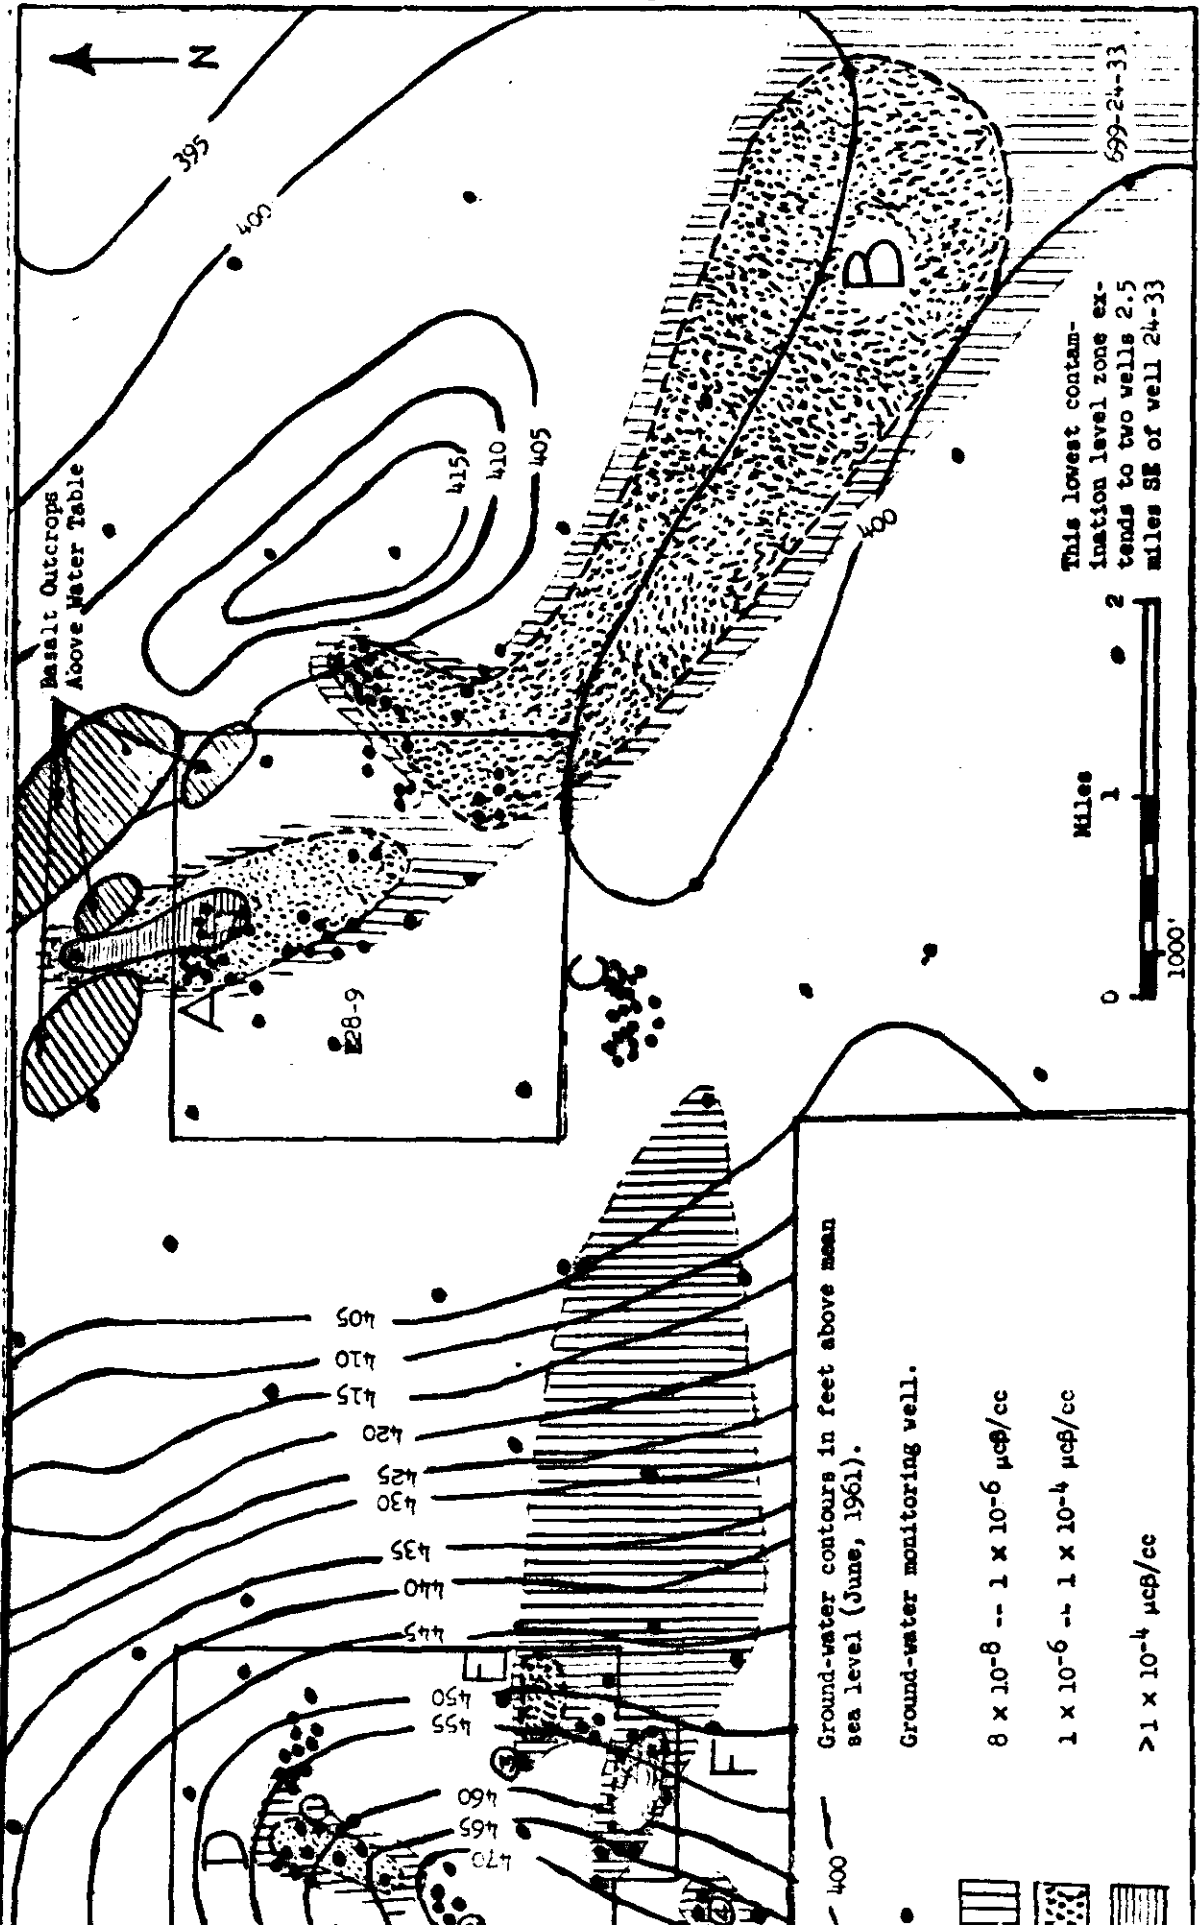 N
395
400
Basalt Outcrops
Above Water Table
415
410
405
400
699-24-33
A
B
C
D
E
F
E28-9
405
410
415
420
425
430
435
440
445
450
455
460
465
470
1
3
This lowest contam-
ination level zone ex-
tends to two wells 2.5
miles SE of well 24-33
Miles
0 1 2
1000'
400
Ground-water contours in feet above mean
sea level (June, 1961).
Ground-water monitoring well.
8 x 10-8 -- 1 x 10-6 μcβ/cc
1 x 10-6 -- 1 x 10-4 μcβ/cc
>1 x 10-4 μcβ/cc